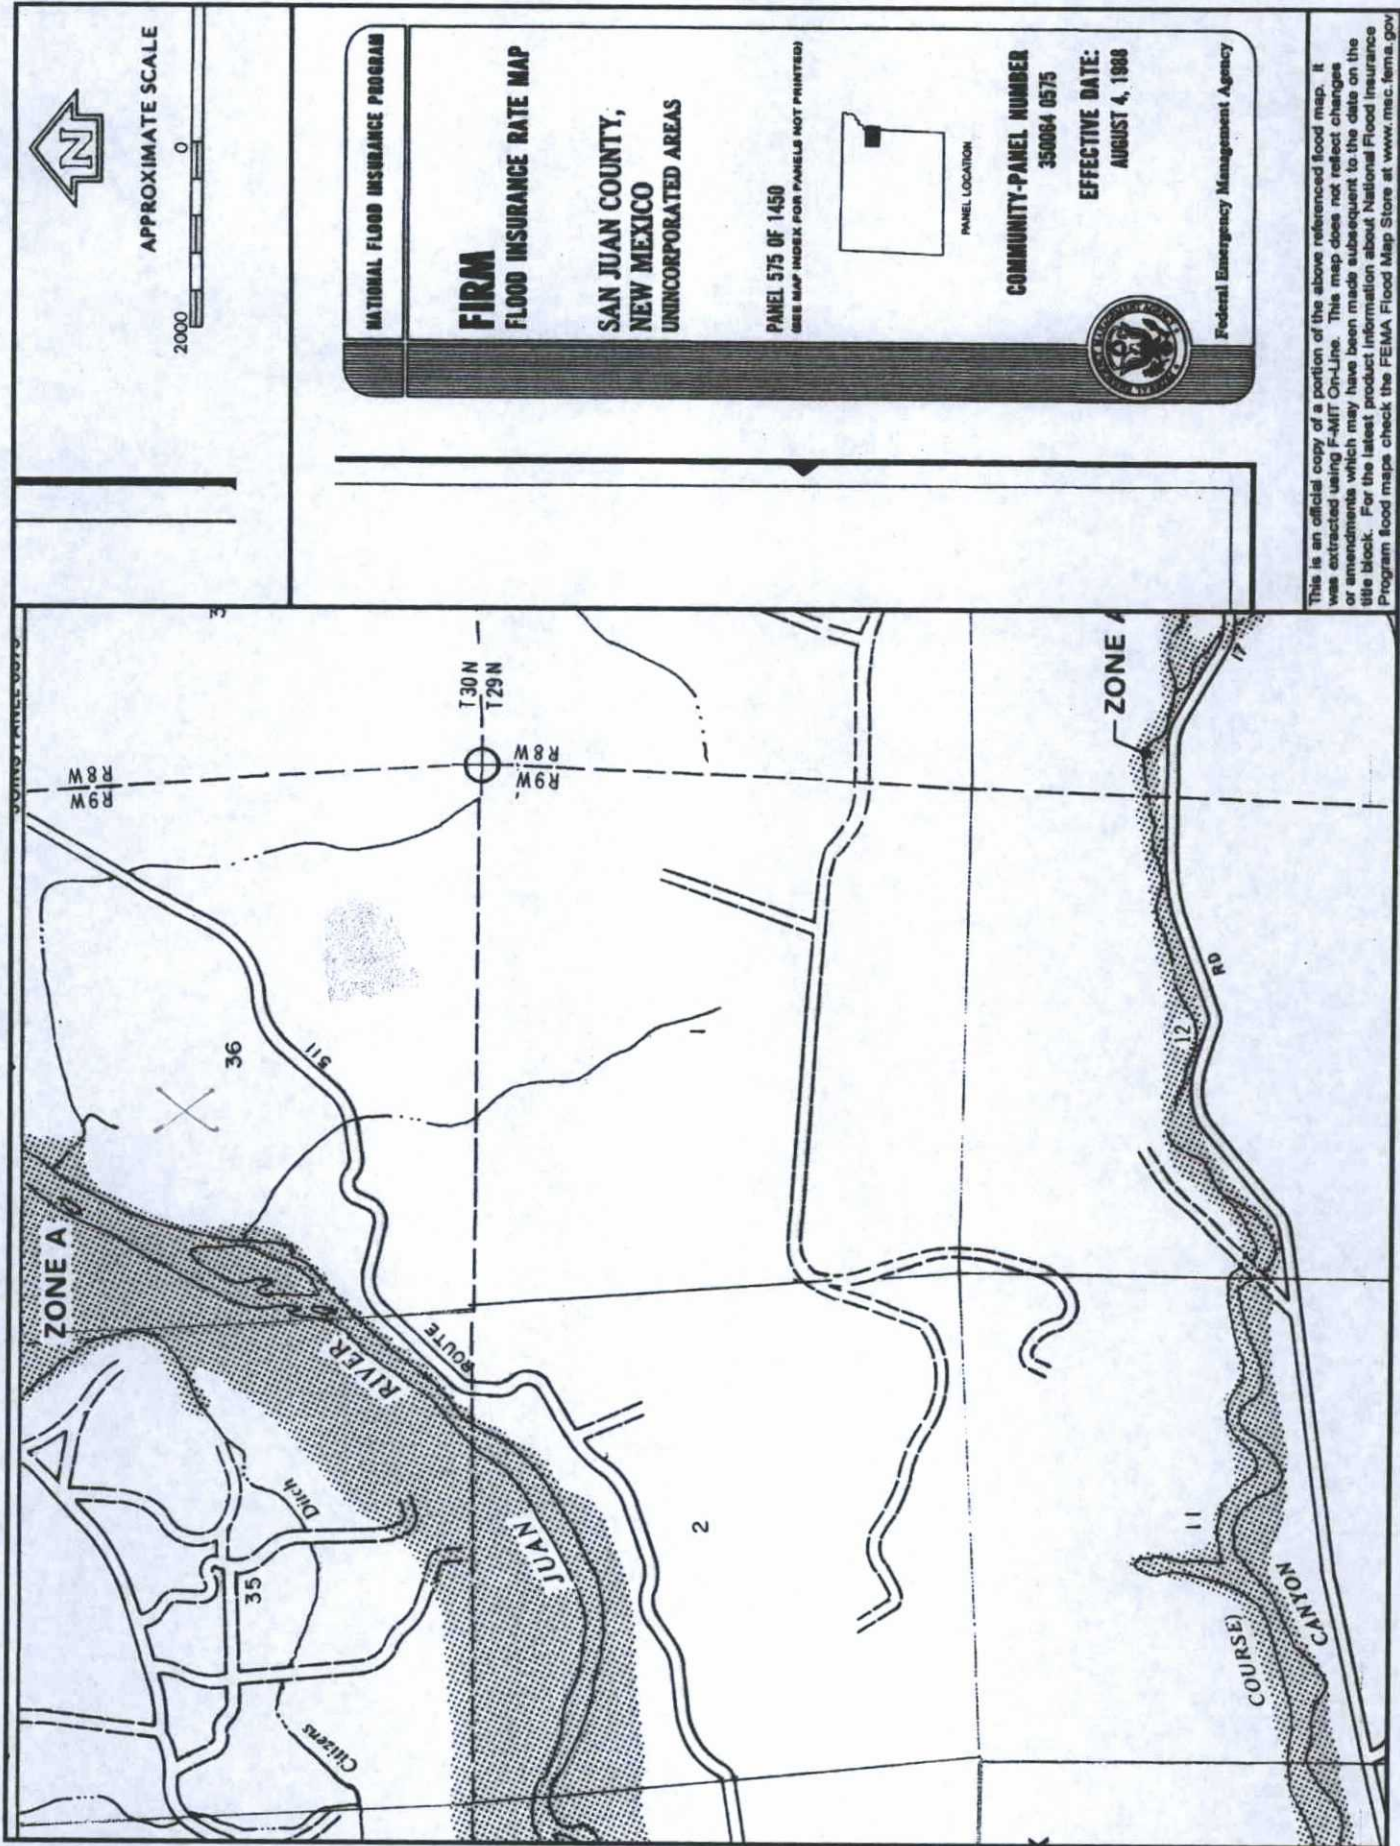 APPROXIMATE SCALE
2000 0
NATIONAL FLOOD INSURANCE PROGRAM
FIRM
FLOOD INSURANCE RATE MAP
SAN JUAN COUNTY,
NEW MEXICO
UNINCORPORATED AREAS
PANEL 575 OF 1450
(SEE MAP INDEX FOR PANELS NOT PRINTED)
PANEL LOCATION
COMMUNITY-PANEL NUMBER
350064 0575
EFFECTIVE DATE:
AUGUST 4, 1988
Federal Emergency Management Agency
This is an official copy of a portion of the above referenced flood map. It
was extracted using F-MIT On-Line. This map does not reflect changes
or amendments which may have been made subsequent to the date on the
title block. For the latest product information about National Flood Insurance
Program flood maps check the FEMA Flood Map Store at www.msc.fema.gov
N
R8W
R9W
T30N
T29N
R8W
R9W
ZONE A
36
511
ROUTE
RIVER
JUAN
35
Ditch
Citizens
1
2
ZONE A
17
RD
12
11
CANYON
COURSE)